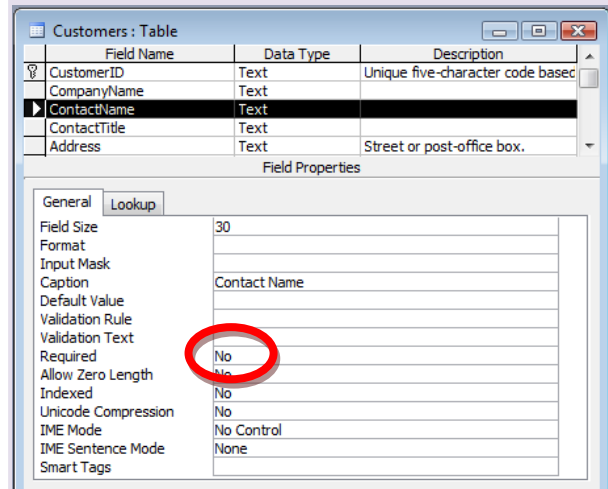 Customers : Table
Field Name Data Type Description
CustomerID Text Unique five-character code based
CompanyName Text
ContactName Text
ContactTitle Text
Address Text Street or post-office box.
Field Properties
General Lookup
Field Size 30
Format
Input Mask
Caption Contact Name
Default Value
Validation Rule
Validation Text
Required No
Allow Zero Length No
Indexed No
Unicode Compression No
IME Mode No Control
IME Sentence Mode None
Smart Tags